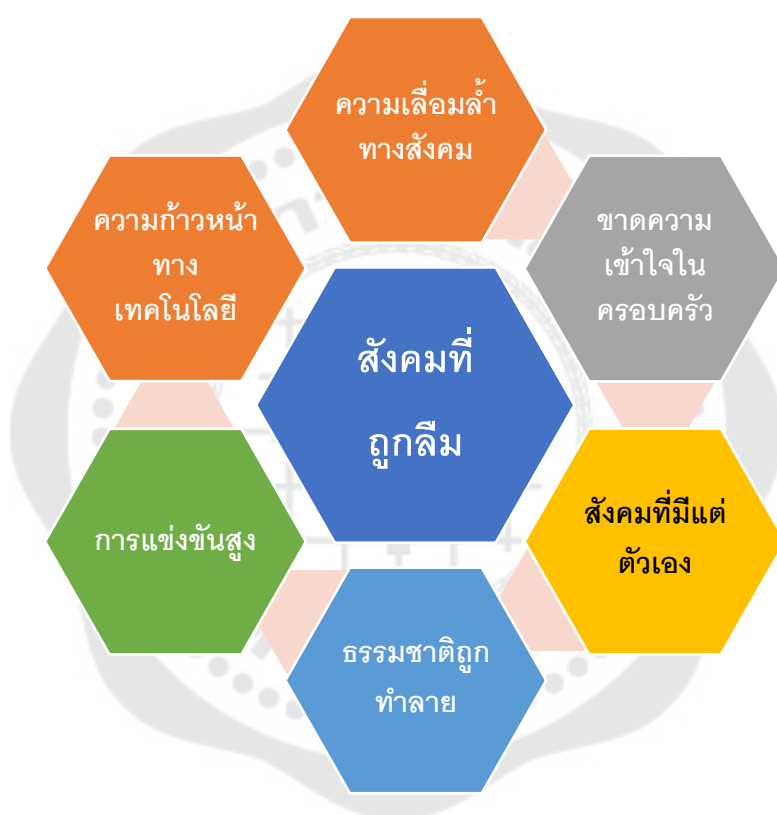 ความเลื่อมล้ำ
ทางสังคม
ขาดความ
เข้าใจใน
ครอบครัว
สังคมที่มีแต่
ตัวเอง
ธรรมชาติถูก
ทำลาย
การแข่งขันสูง
ความก้าวหน้า
ทาง
เทคโนโลยี
สังคมที่
ถูกลืม